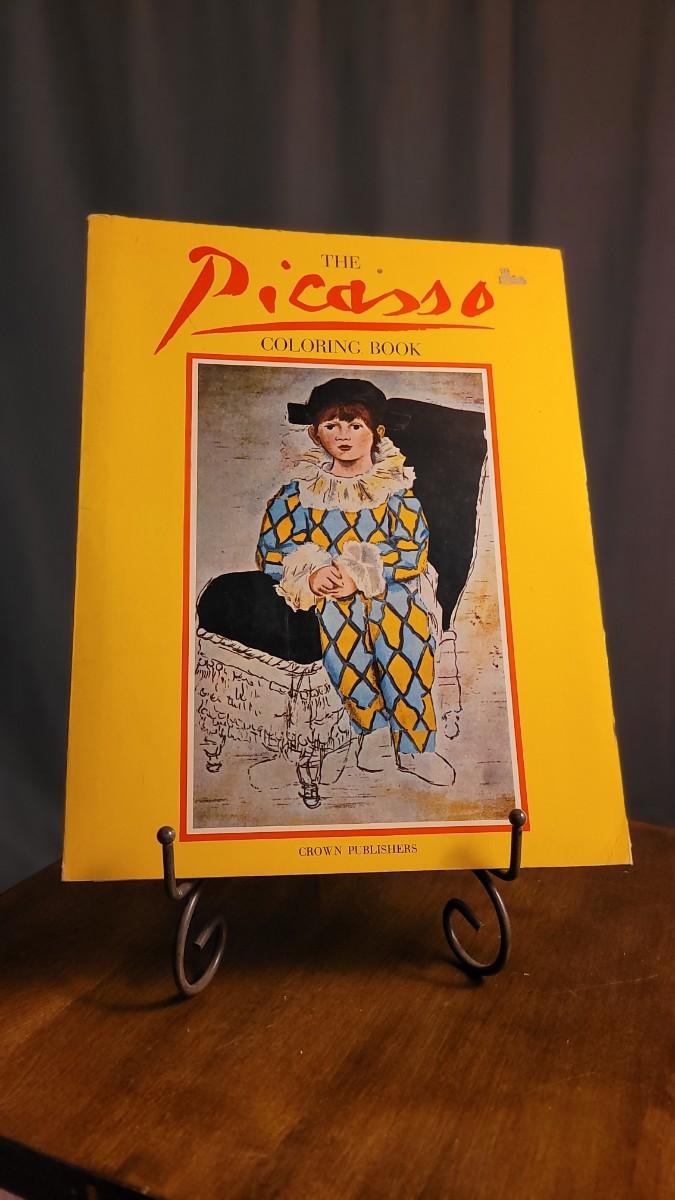 THE
Picasso
COLORING BOOK
CROWN PUBLISHERS